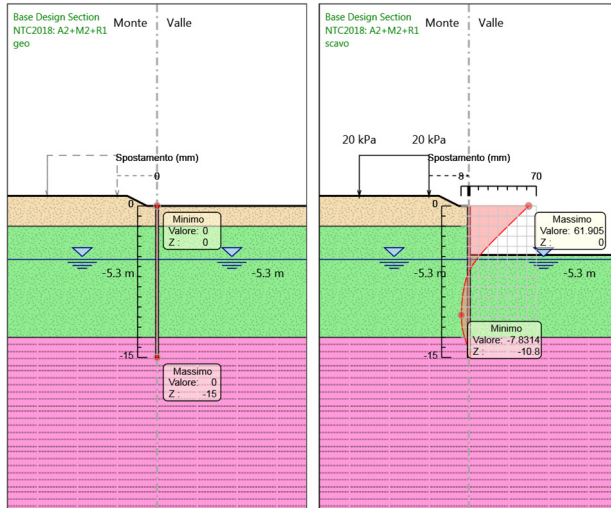 Base Design Section
NTC2018: A2+M2+R1
geo
Monte
Valle
Spostamento (mm)
0
0
Minimo
Valore: 0
Z : 0
-5.3 m
-5.3 m
-15
Massimo
Valore: 0
Z : -15
Base Design Section
NTC2018: A2+M2+R1
scavo
Monte
Valle
20 kPa
20 kPa
Spostamento (mm)
8
70
0
Massimo
Valore: 61.905
Z : 0
-5.3 m
-5.3 m
Minimo
Valore: -7.8314
Z : -10.8
-15